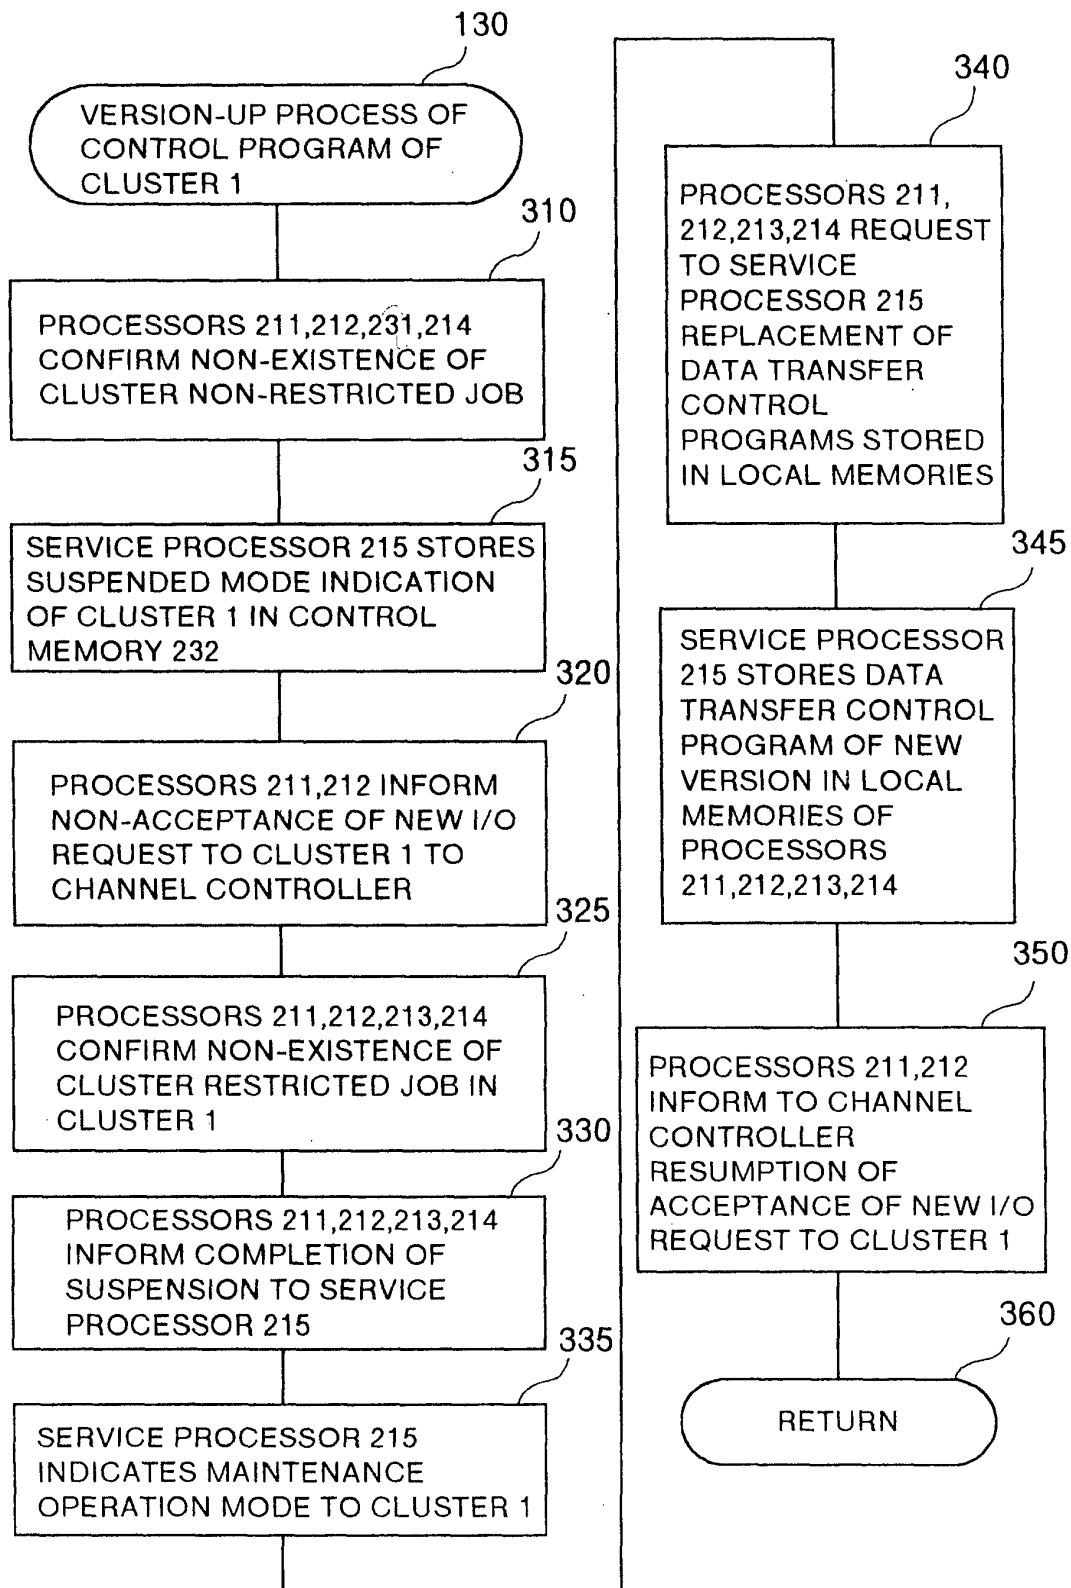 130
VERSION-UP PROCESS OF
CONTROL PROGRAM OF
CLUSTER 1
310
PROCESSORS 211,212,231,214
CONFIRM NON-EXISTENCE OF
CLUSTER NON-RESTRICTED JOB
315
SERVICE PROCESSOR 215 STORES
SUSPENDED MODE INDICATION
OF CLUSTER 1 IN CONTROL
MEMORY 232
320
PROCESSORS 211,212 INFORM
NON-ACCEPTANCE OF NEW I/O
REQUEST TO CLUSTER 1 TO
CHANNEL CONTROLLER
325
PROCESSORS 211,212,213,214
CONFIRM NON-EXISTENCE OF
CLUSTER RESTRICTED JOB IN
CLUSTER 1
330
PROCESSORS 211,212,213,214
INFORM COMPLETION OF
SUSPENSION TO SERVICE
PROCESSOR 215
335
SERVICE PROCESSOR 215
INDICATES MAINTENANCE
OPERATION MODE TO CLUSTER 1
340
PROCESSORS 211,
212,213,214 REQUEST
TO SERVICE
PROCESSOR 215
REPLACEMENT OF
DATA TRANSFER
CONTROL
PROGRAMS STORED
IN LOCAL MEMORIES
345
SERVICE PROCESSOR
215 STORES DATA
TRANSFER CONTROL
PROGRAM OF NEW
VERSION IN LOCAL
MEMORIES OF
PROCESSORS
211,212,213,214
350
PROCESSORS 211,212
INFORM TO CHANNEL
CONTROLLER
RESUMPTION OF
ACCEPTANCE OF NEW I/O
REQUEST TO CLUSTER 1
360
RETURN